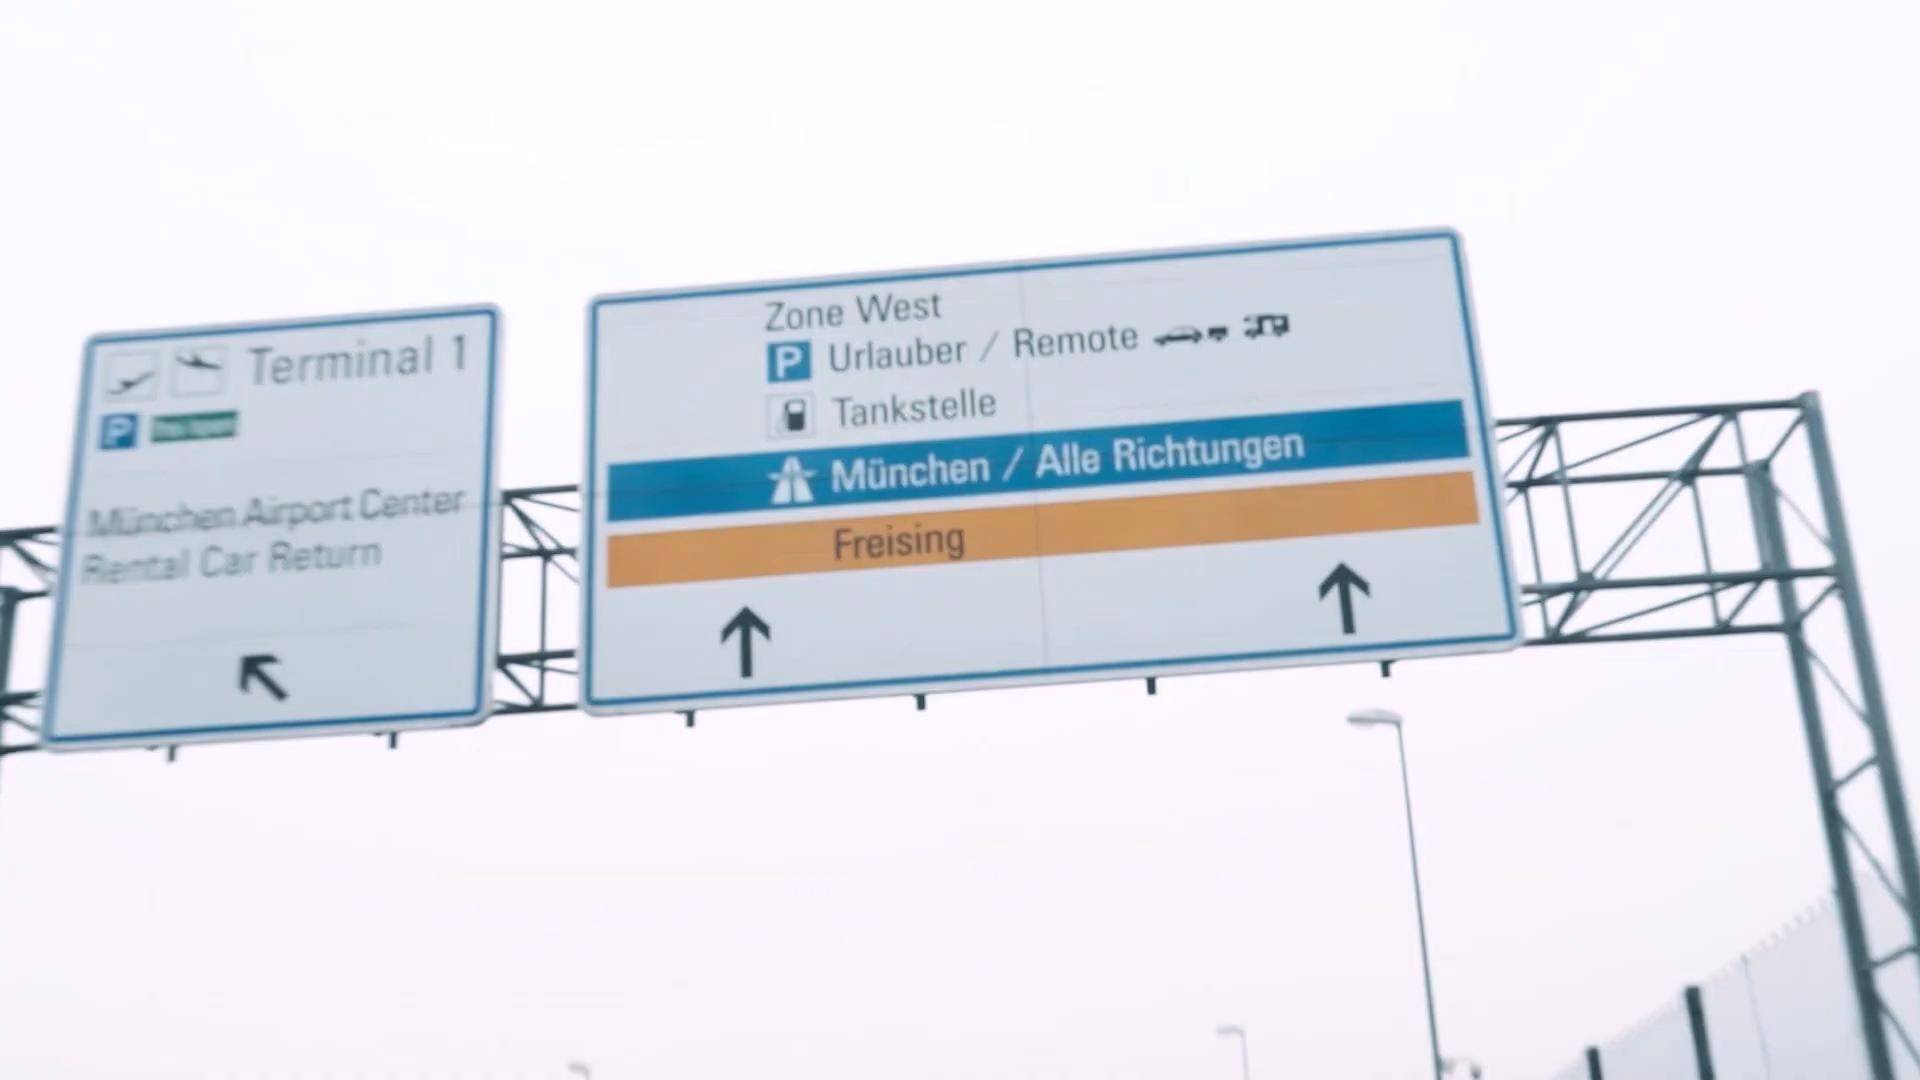 Terminal 1
P
München Airport Center
Rental Car Return
Zone West
P Urlauber / Remote
Tankstelle
München / Alle Richtungen
Freising